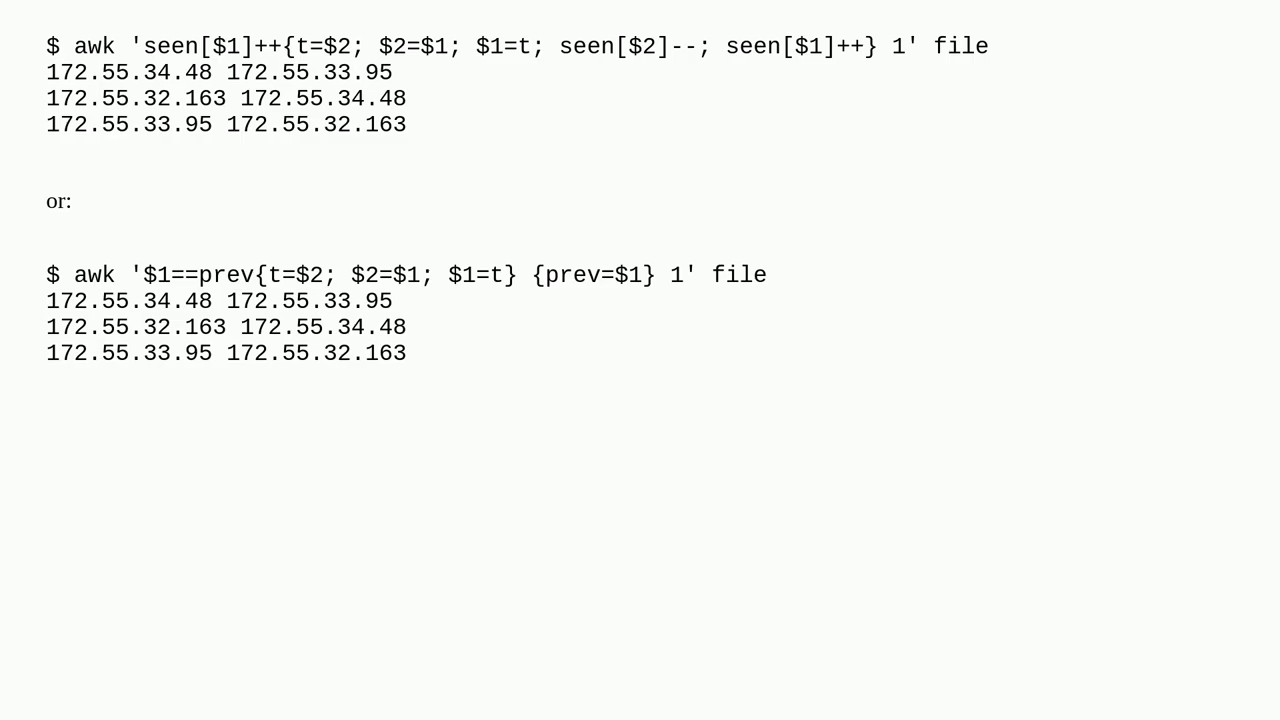 $ awk 'seen[$1]++{t=$2; $2=$1; $1=t; seen[$2]--; seen[$1]++} 1' file
172.55.34.48 172.55.33.95
172.55.32.163 172.55.34.48
172.55.33.95 172.55.32.163
or:
$ awk '$1==prev{t=$2; $2=$1; $1=t} {prev=$1} 1' file
172.55.34.48 172.55.33.95
172.55.32.163 172.55.34.48
172.55.33.95 172.55.32.163